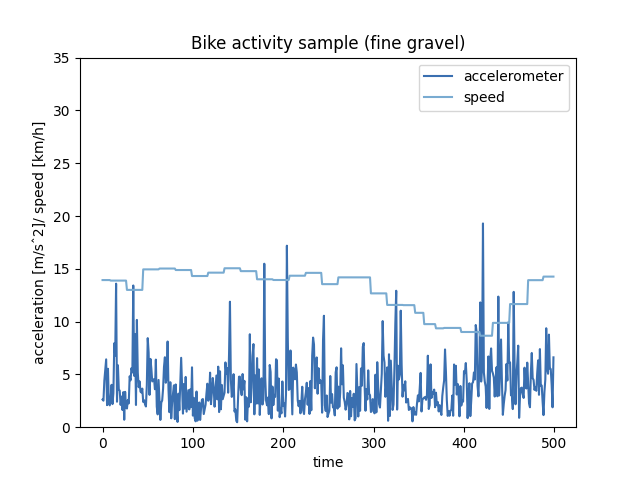 Bike activity sample (fine gravel)
accelerometer
speed
35
30
25
20
15
10
5
0
acceleration [m/sˆ2]/ speed [km/h]
0 100 200 300 400 500
time